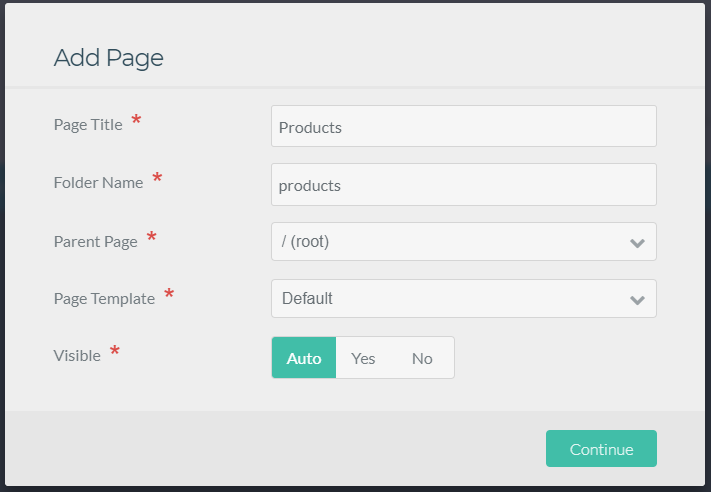 Add Page
Page Title *
Products
Folder Name *
products
Parent Page *
/ (root)
Page Template *
Default
Visible *
Auto Yes No
Continue